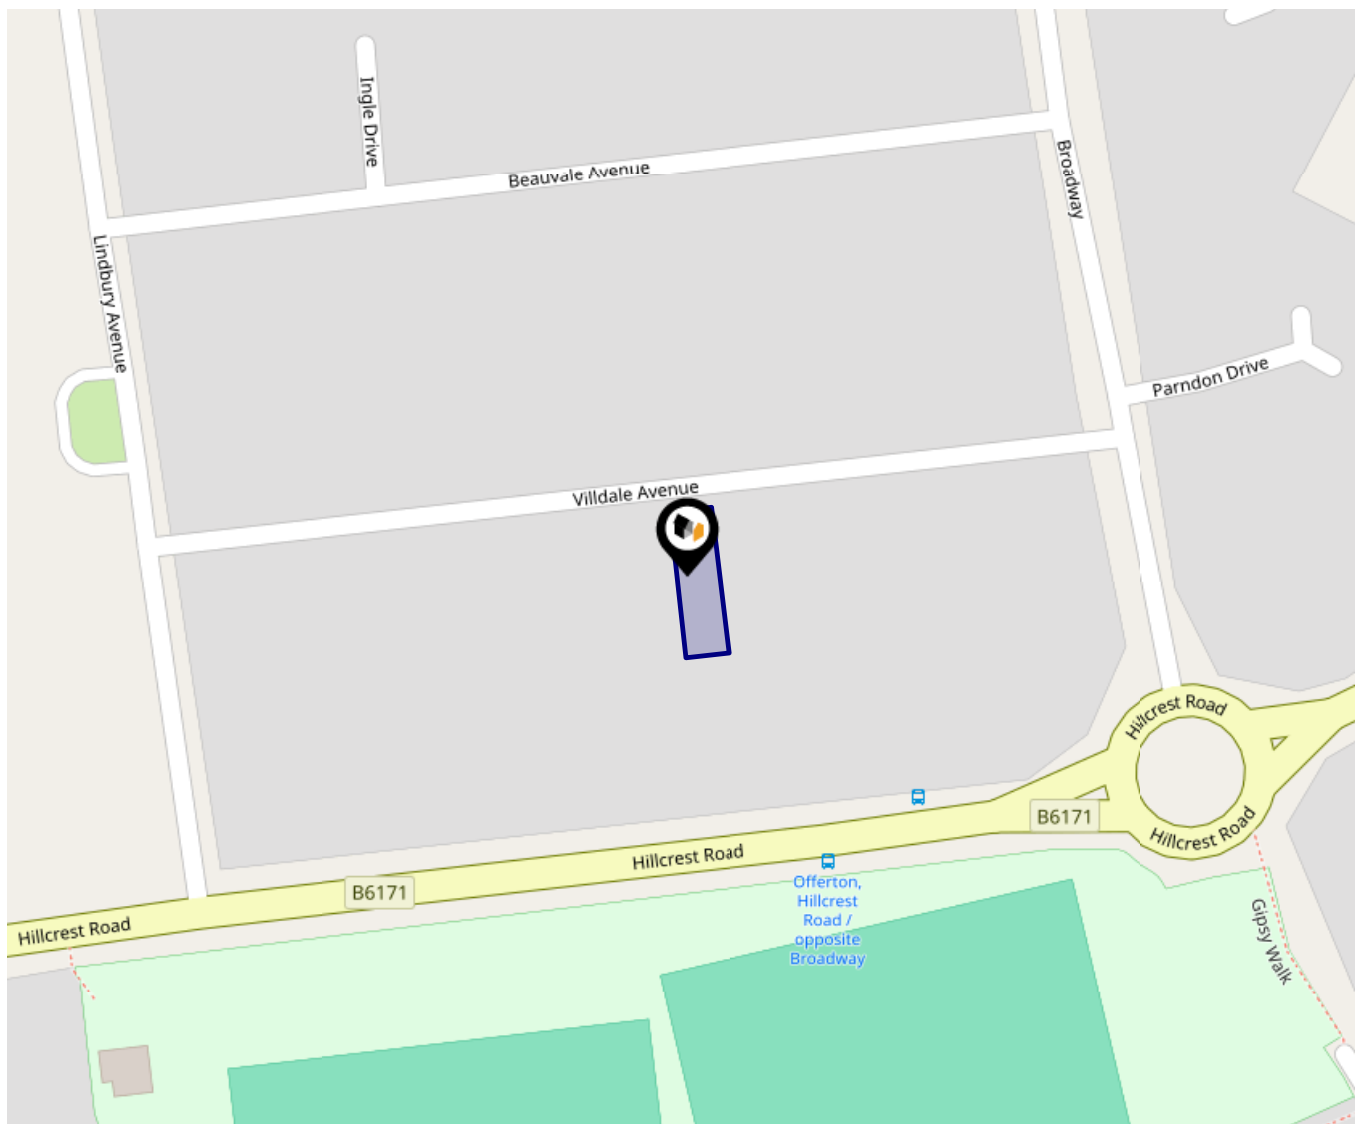 Ingle Drive
Beauvale Avenue
Broadway
Lindbury Avenue
Parndon Drive
Villdale Avenue
Hillcrest Road
B6171
Hillcrest Road
Hillcrest Road
B6171
Offerton,
Hillcrest
Road /
opposite
Broadway
Hillcrest Road
Gipsy Walk